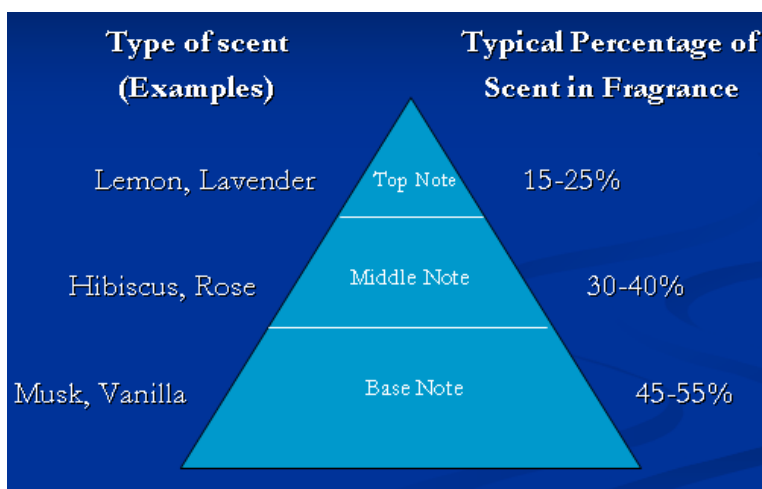 Type of scent
(Examples)
Typical Percentage of
Scent in Fragrance
Lemon, Lavender
Top Note
15-25%
Hibiscus, Rose
Middle Note
30-40%
Musk, Vanilla
Base Note
45-55%